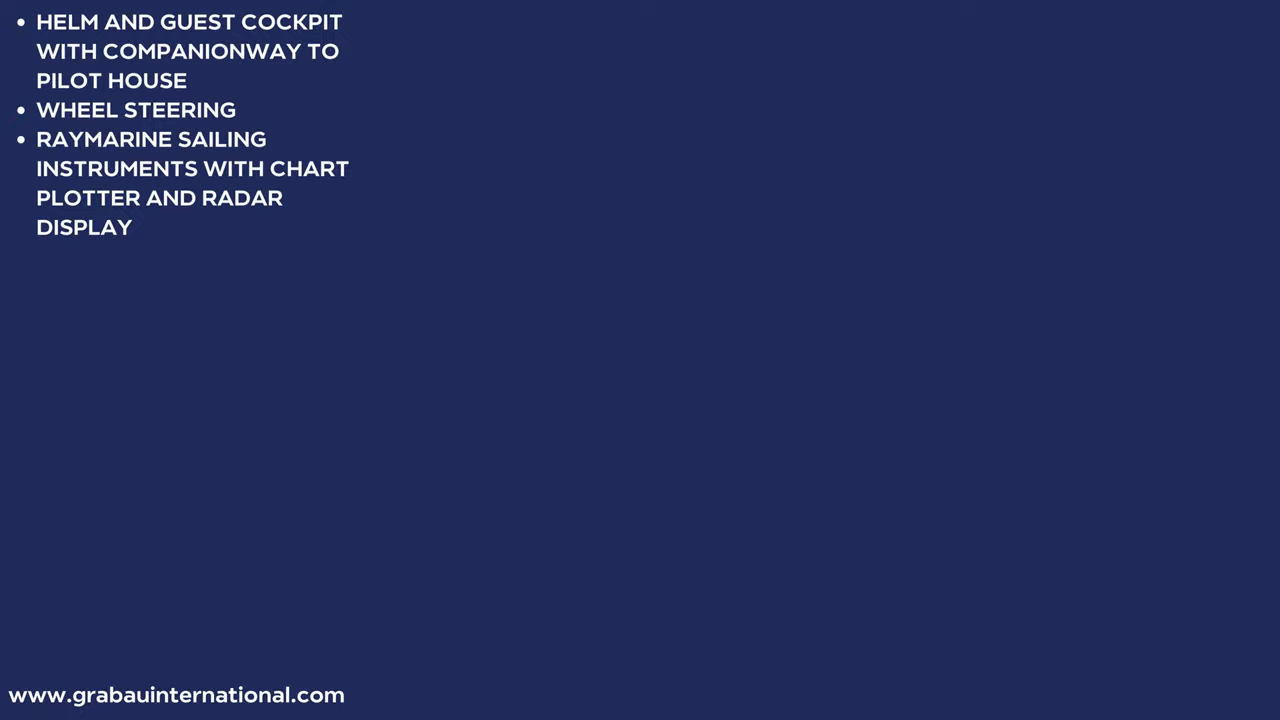 • HELM AND GUEST COCKPIT
WITH COMPANIONWAY TO
PILOT HOUSE
• WHEEL STEERING
• RAYMARINE SAILING
INSTRUMENTS WITH CHART
PLOTTER AND RADAR
DISPLAY
www.grabauinternational.com